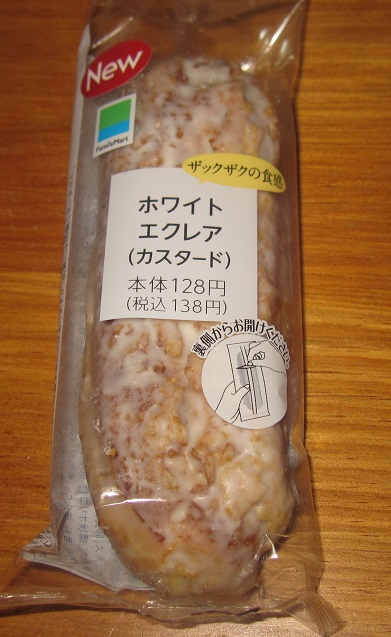 New
FamilyMart
ザックザクの食感
ホワイト
エクレア
(カスタード)
本体128円
(税込138円)
裏側からお開けください。